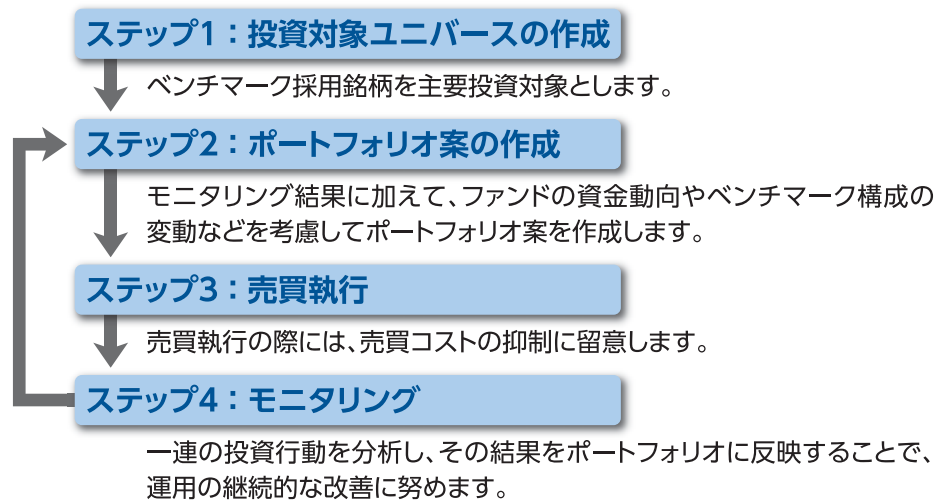 ステップ1：投資対象ユニバースの作成
ベンチマーク採用銘柄を主要投資対象とします。
ステップ2：ポートフォリオ案の作成
モニタリング結果に加えて、ファンドの資金動向やベンチマーク構成の
変動などを考慮してポートフォリオ案を作成します。
ステップ3：売買執行
売買執行の際には、売買コストの抑制に留意します。
ステップ4：モニタリング
一連の投資行動を分析し、その結果をポートフォリオに反映することで、
運用の継続的な改善に努めます。